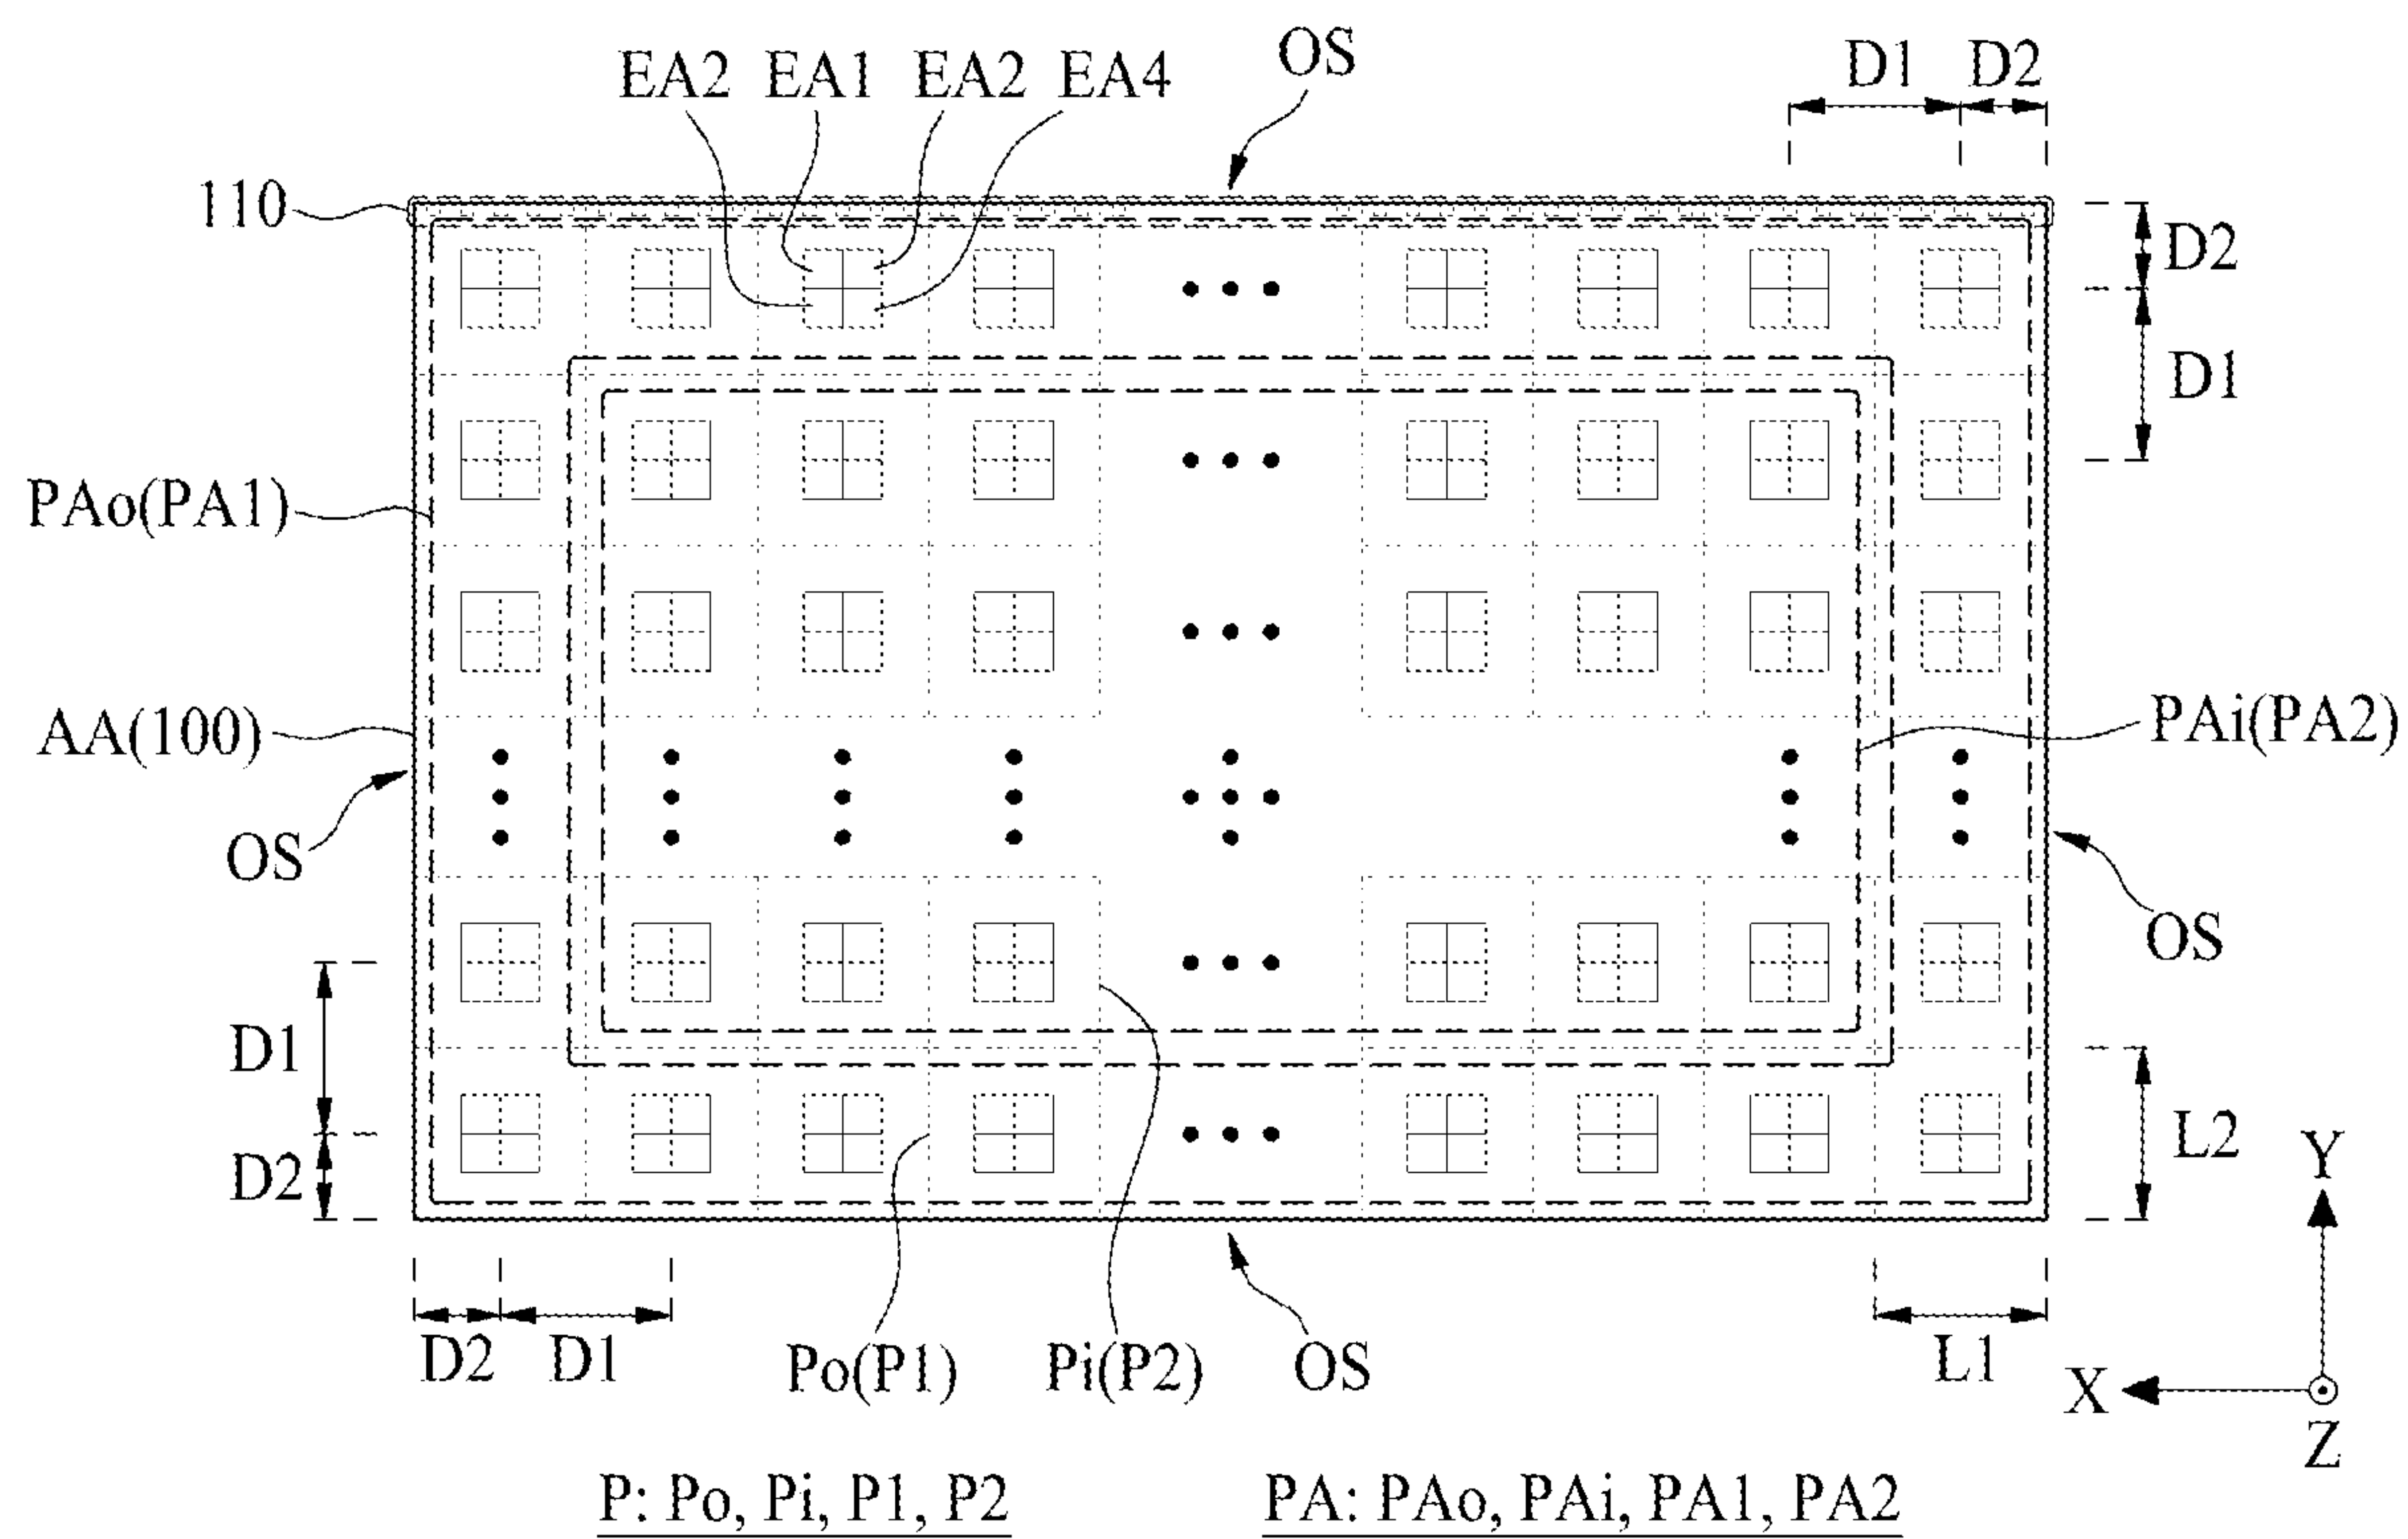 OS
EA2 EA1 EA2 EA4
D1 D2
110
D2
D1
PAo(PA1)
AA(100)
PAi(PA2)
OS
OS
D1
D2
L2
Y
D2 D1
Po(P1)
Pi(P2)
OS
L1
X
Z
P: Po, Pi, P1, P2
PA: PAo, PAi, PA1, PA2